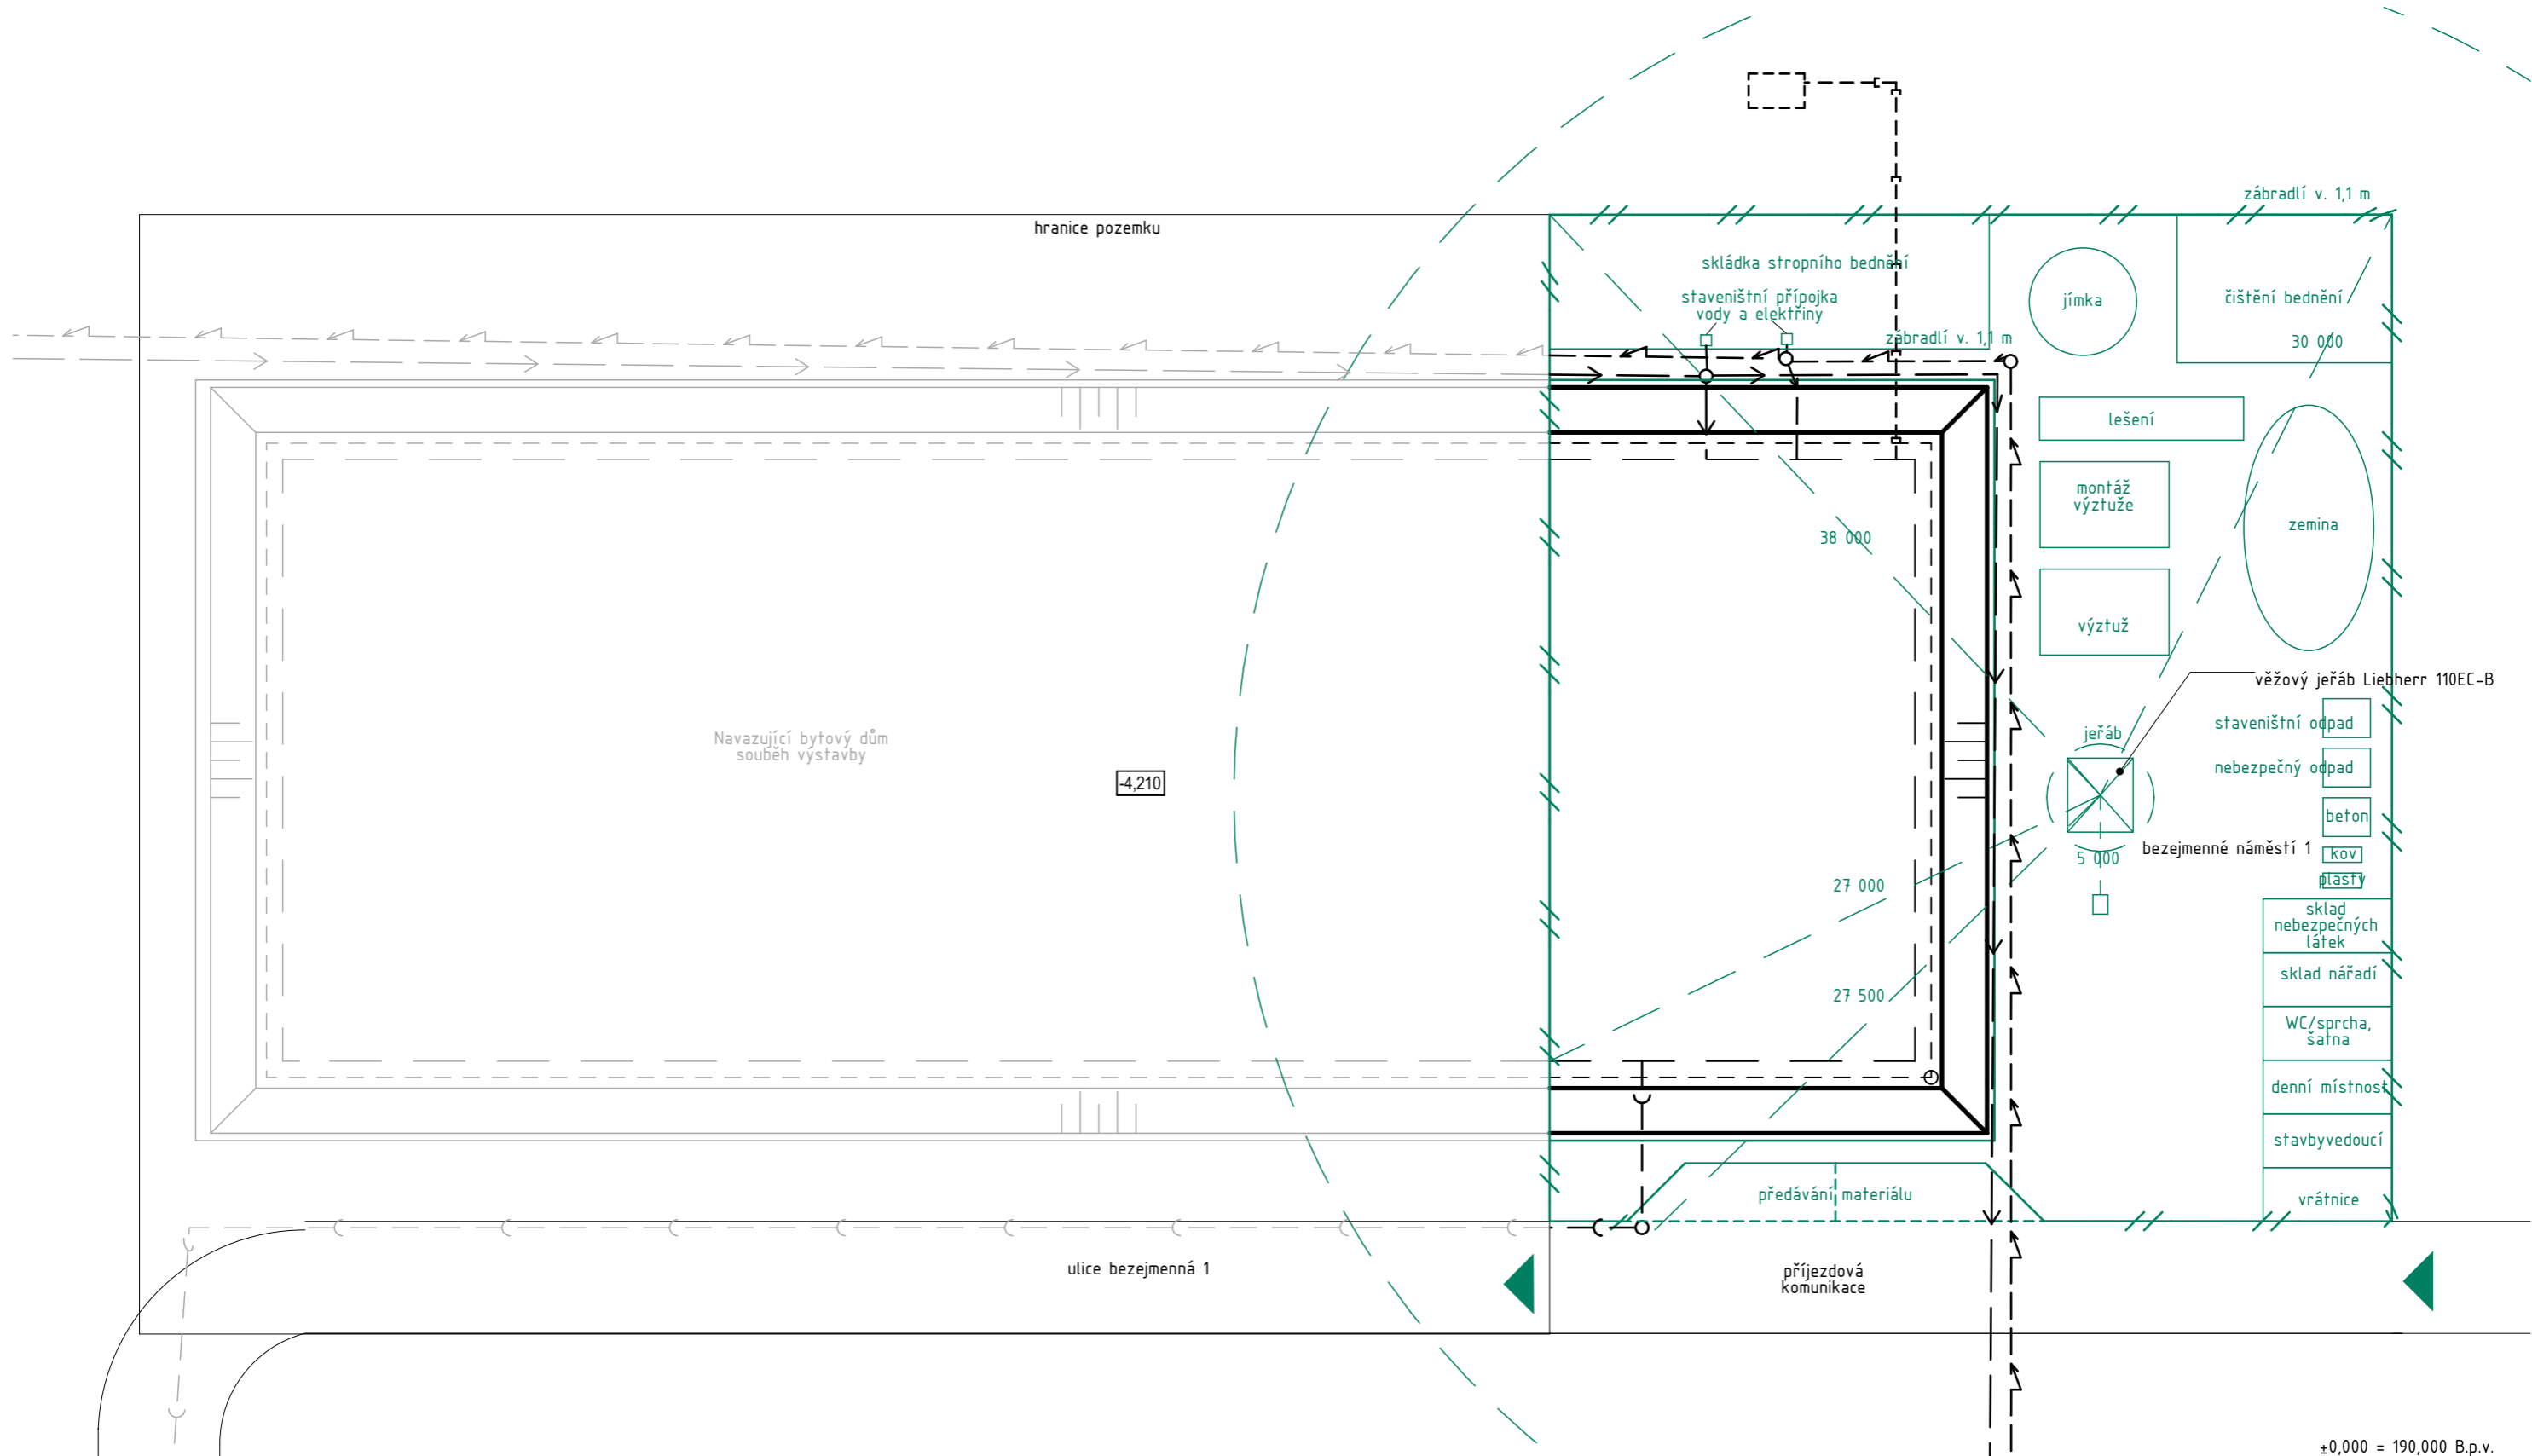 zábradlí v. 1,1 m
hranice pozemku
skládka stropního bednění
staveništní přípojka
vody a elektřiny
jímka
čištění bednění
zábradlí v. 1,1 m
30 000
lešení
montáž
výztuže
zemina
38 000
výztuž
věžový jeřáb Liebherr 110EC-B
staveništní odpad
jeřáb
Navazující bytový dům
souběh výstavby
nebezpečný odpad
-4,210
beton
bezejmenné náměstí 1
5 000
kov
plasty
27 000
sklad
nebezpečných
látek
sklad nářadí
27 500
WC/sprcha,
šatna
denní místnost
stavbyvedoucí
předávání materiálu
vrátnice
ulice bezejmenná 1
příjezdová
komunikace
±0,000 = 190,000 B.p.v.